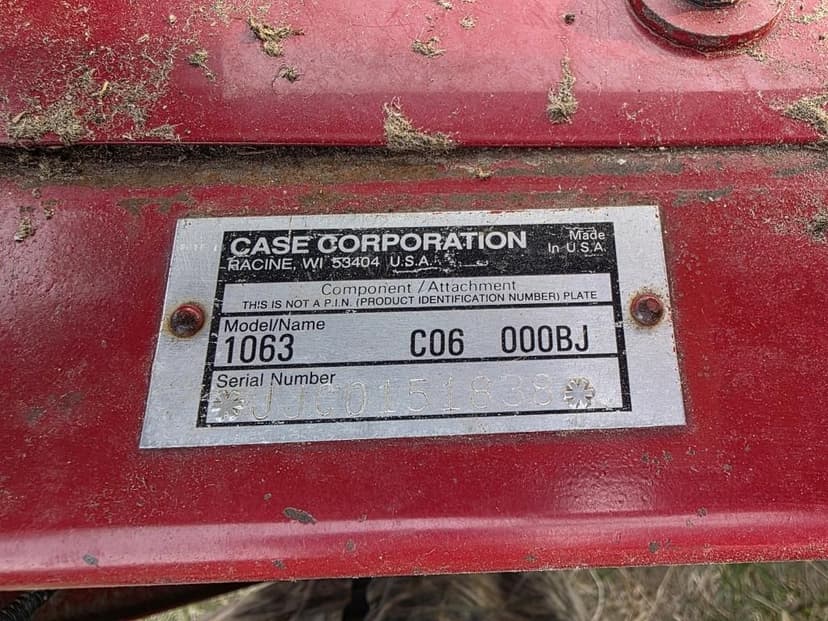 CASE CORPORATION
Made
In U.S.A.
RACINE, WI 53404 U.S.A.
Component / Attachment
THIS IS NOT A P.I.N. (PRODUCT IDENTIFICATION NUMBER) PLATE
Model/Name
1063 C06 000BJ
Serial Number
JJC0151838